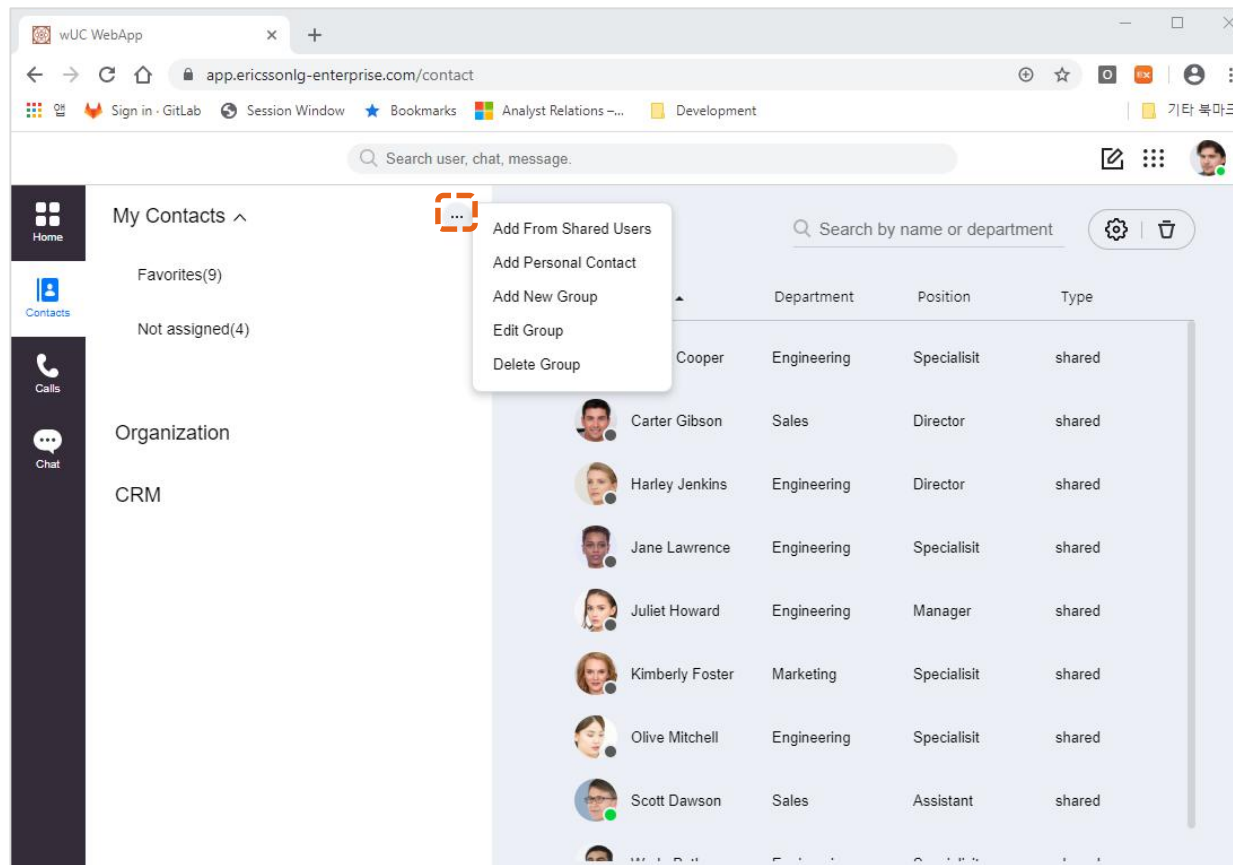 wUC WebApp
app.ericssonlg-enterprise.com/contact
앱 Sign in · GitLab Session Window Bookmarks Analyst Relations –... Development 기타 북마크
Search user, chat, message.
Home
Contacts
Calls
Chat
My Contacts
Favorites(9)
Not assigned(4)
Organization
CRM
...
Add From Shared Users
Add Personal Contact
Add New Group
Edit Group
Delete Group
Search by name or department
Department Position Type
Cooper Engineering Specialisit shared
Carter Gibson Sales Director shared
Harley Jenkins Engineering Director shared
Jane Lawrence Engineering Specialisit shared
Juliet Howard Engineering Manager shared
Kimberly Foster Marketing Specialisit shared
Olive Mitchell Engineering Specialisit shared
Scott Dawson Sales Assistant shared